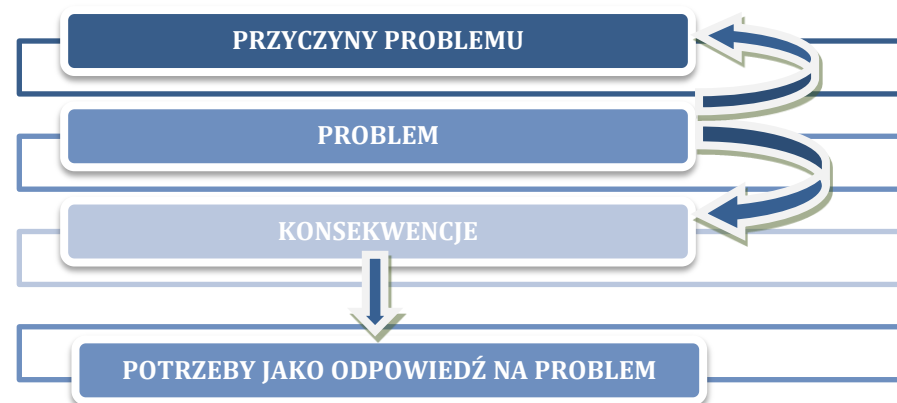 PRZYCZYNY PROBLEMU
PROBLEM
KONSEKWENCJE
POTRZEBY JAKO ODPOWIEDŹ NA PROBLEM